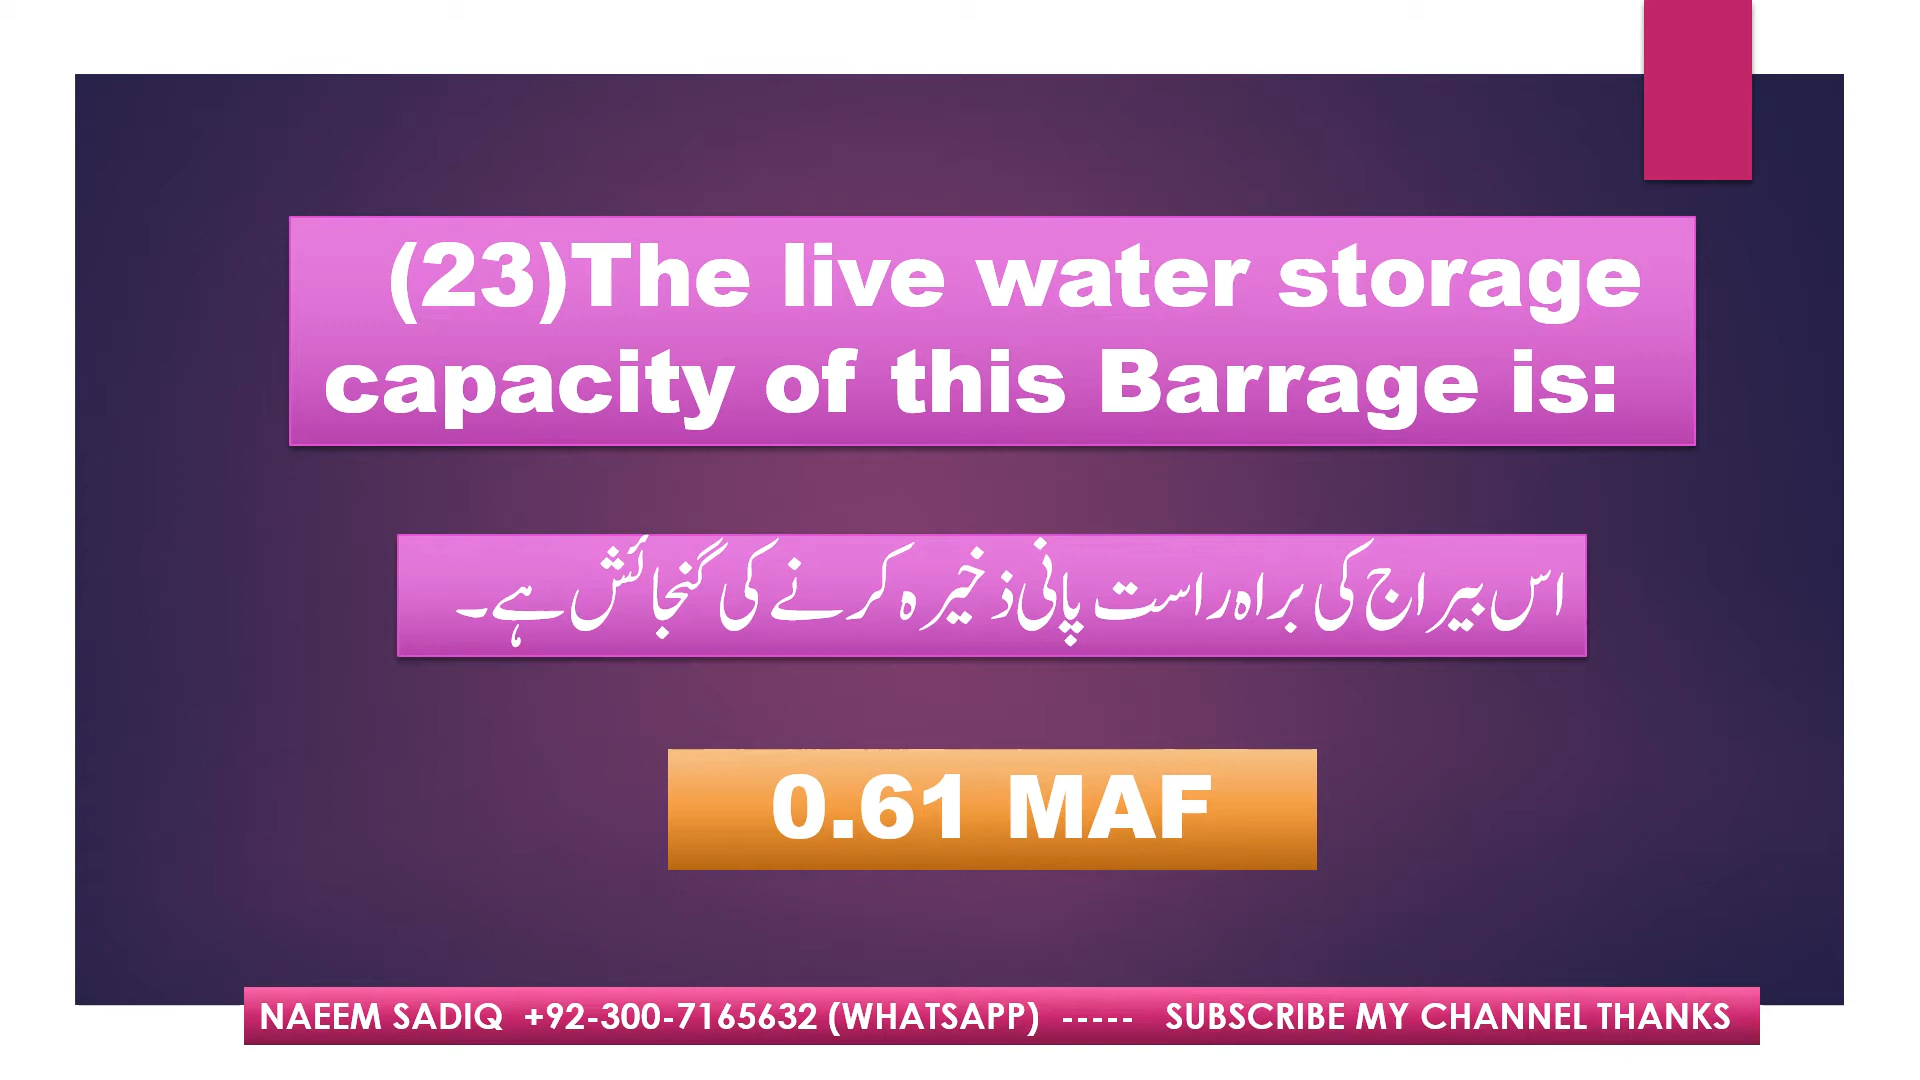 (23)The live water storage
capacity of this Barrage is:
اس بیراج کی براہ راست پانی ذخیرہ کرنے کی گنجائش ہے۔
0.61 MAF
NAEEM SADIQ +92-300-7165632 (WHATSAPP) ----- SUBSCRIBE MY CHANNEL THANKS